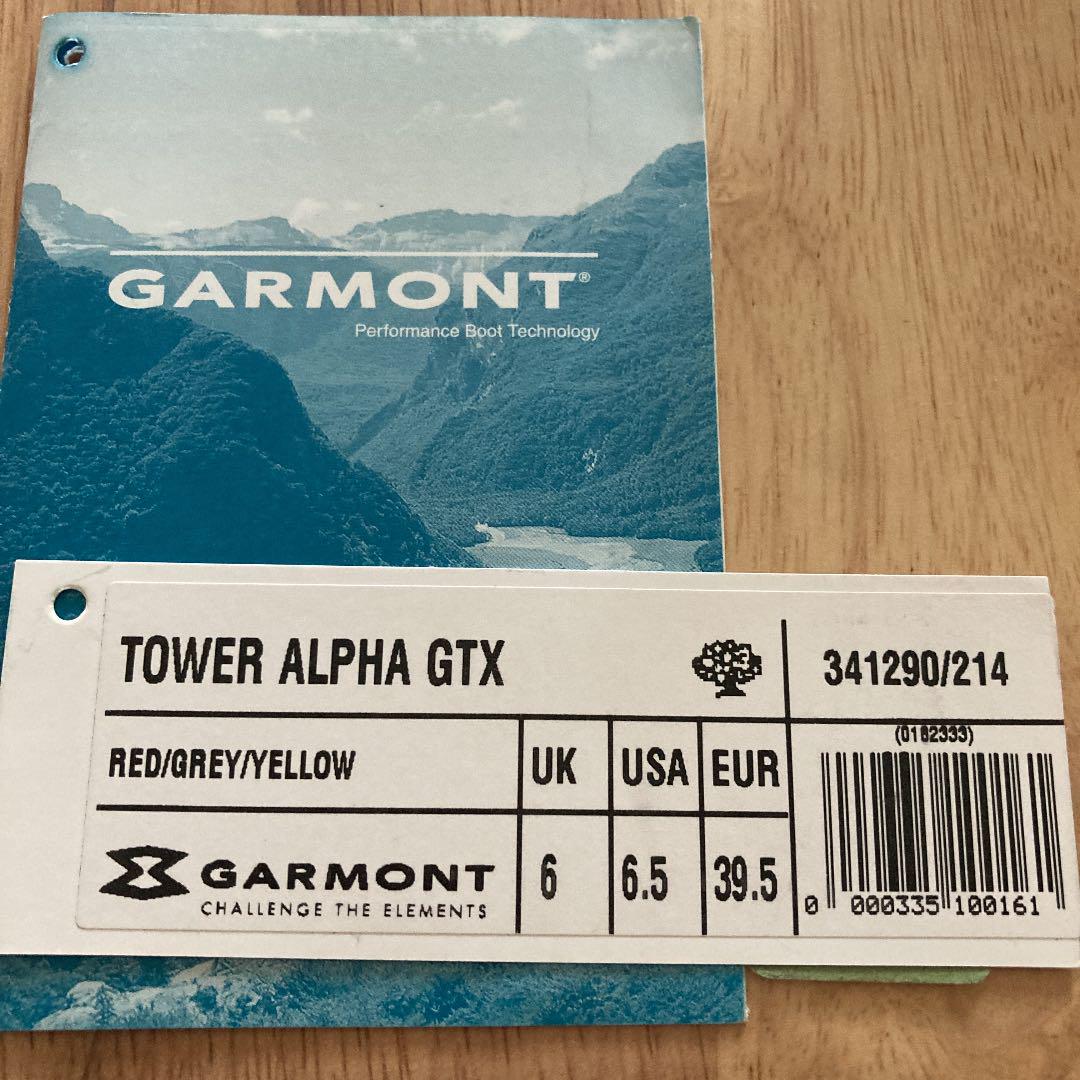 GARMONT®
Performance Boot Technology
TOWER ALPHA GTX
341290/214
(0182333)
RED/GREY/YELLOW
UK
USA
EUR
6
6.5
39.5
GARMONT
CHALLENGE THE ELEMENTS
0 000335 100161